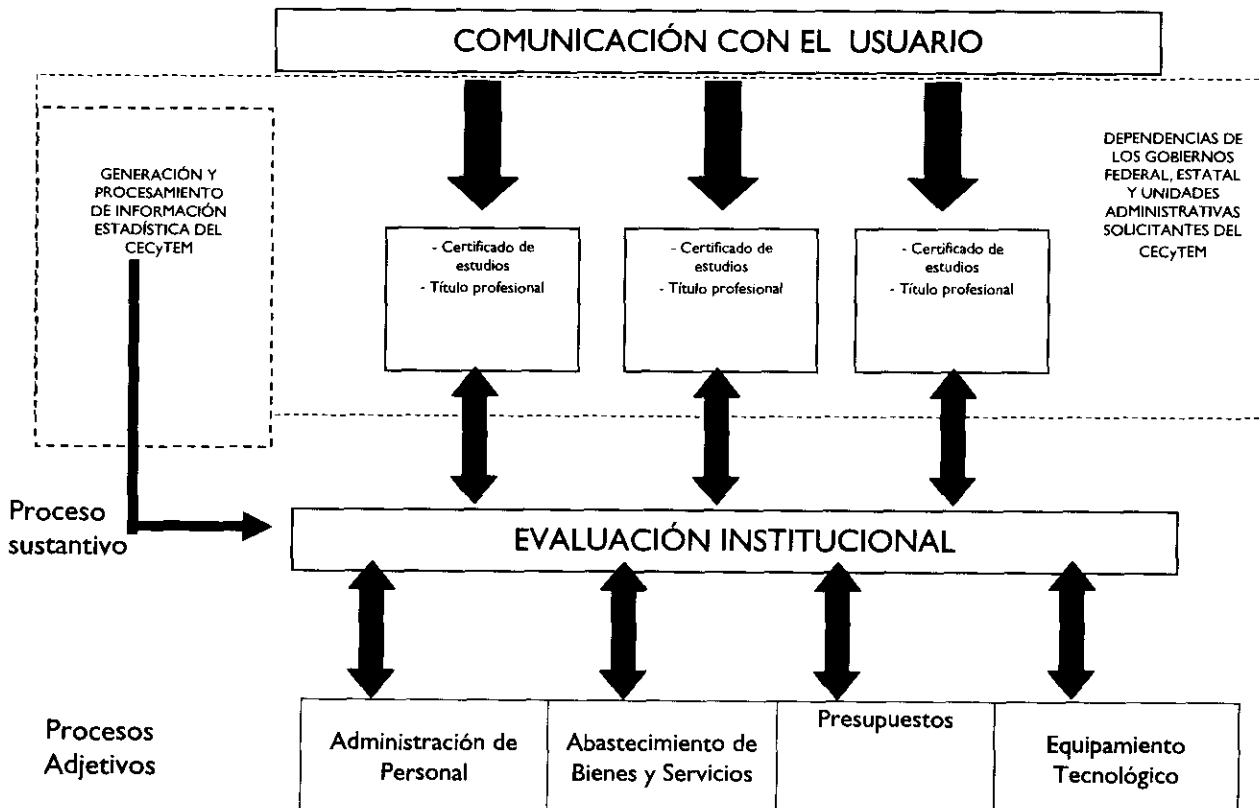 COMUNICACIÓN CON EL USUARIO
GENERACIÓN Y
PROCESAMIENTO
DE INFORMACIÓN
ESTADÍSTICA DEL
CECyTEM
- Certificado de
estudios
- Título profesional
- Certificado de
estudios
- Título profesional
- Certificado de
estudios
- Título profesional
DEPENDENCIAS DE
LOS GOBIERNOS
FEDERAL, ESTATAL
Y UNIDADES
ADMINISTRATIVAS
SOLICITANTES DEL
CECyTEM
Proceso
sustantivo
EVALUACIÓN INSTITUCIONAL
Procesos
Adjetivos
Administración de
Personal
Abastecimiento de
Bienes y Servicios
Presupuestos
Equipamiento
Tecnológico